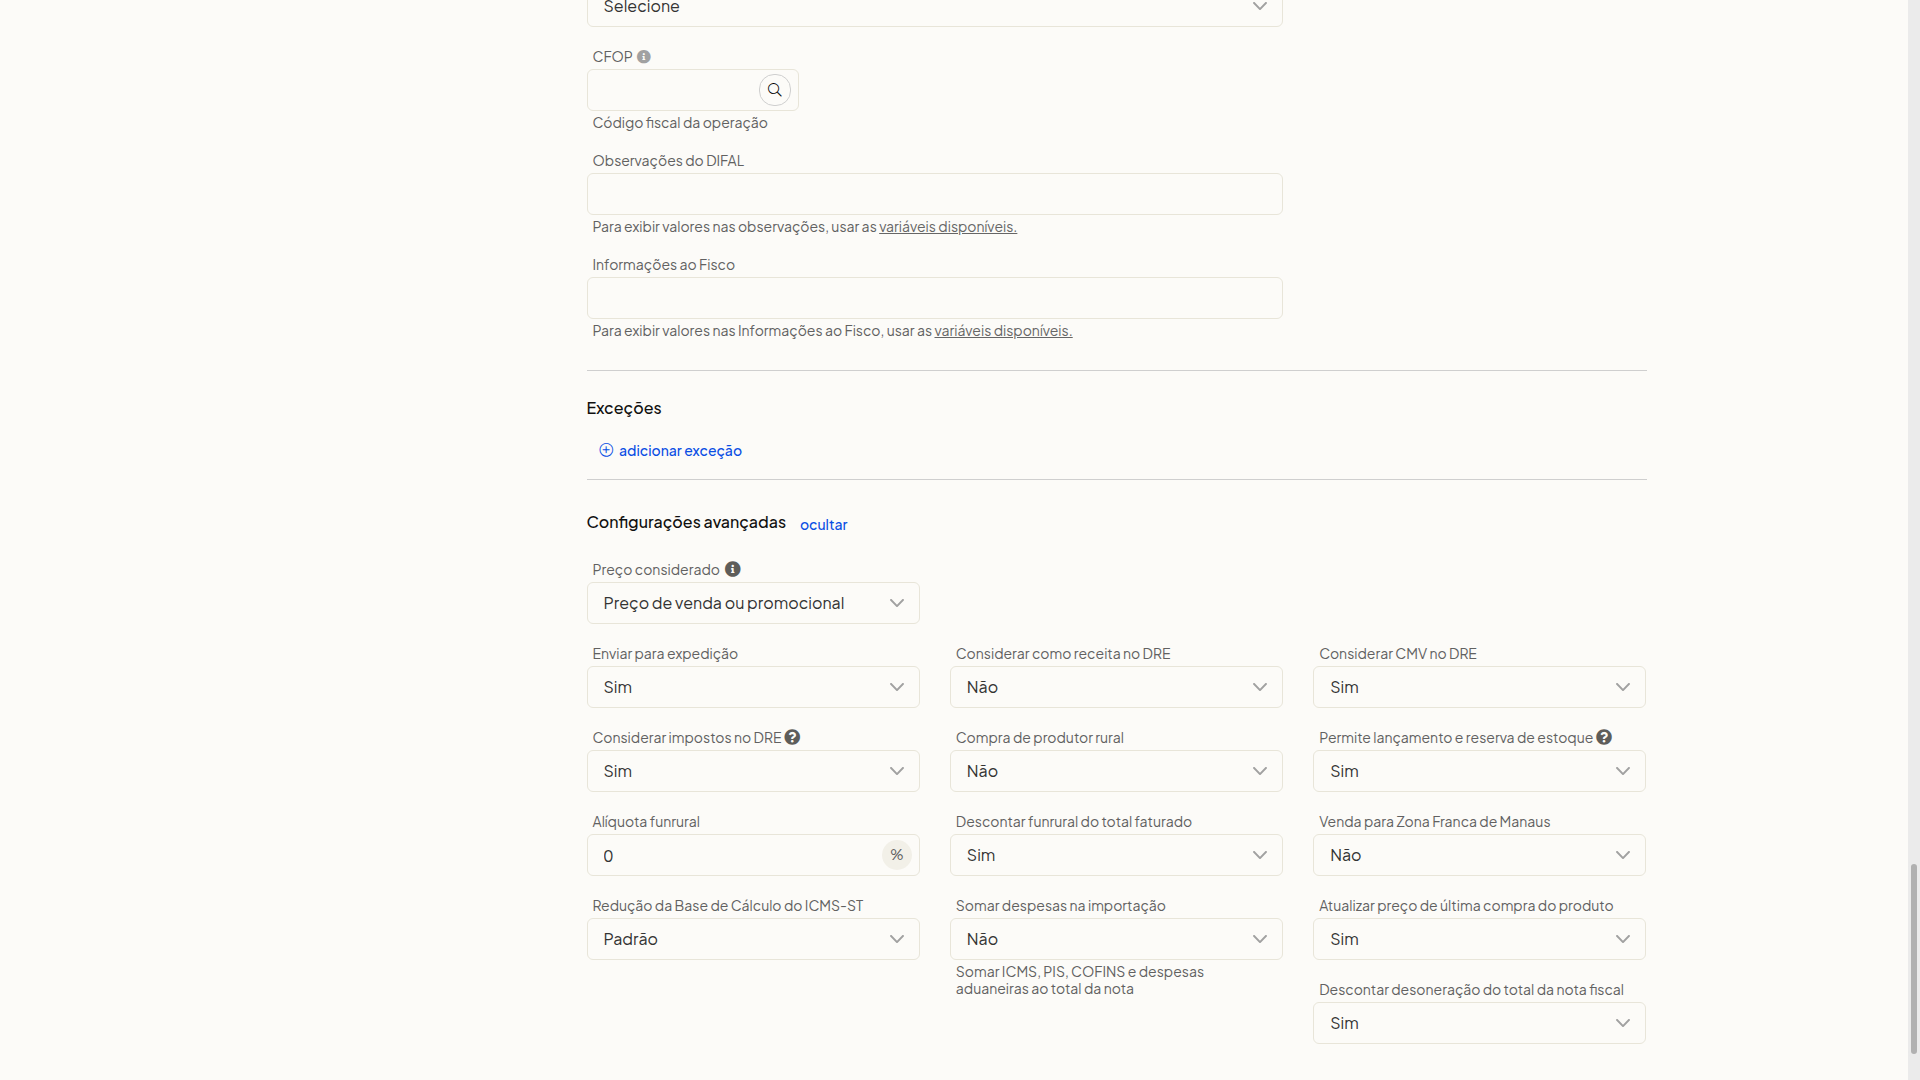 Selecione
CFOP
Código fiscal da operação
Observações do DIFAL
Para exibir valores nas observações, usar as variáveis disponíveis.
Informações ao Fisco
Para exibir valores nas Informações ao Fisco, usar as variáveis disponíveis.
Exceções
adicionar exceção
Configurações avançadas ocultar
Preço considerado
Preço de venda ou promocional
Enviar para expedição
Sim
Considerar como receita no DRE
Não
Considerar CMV no DRE
Sim
Considerar impostos no DRE
Sim
Compra de produtor rural
Não
Permite lançamento e reserva de estoque
Sim
Alíquota funrural
0 %
Descontar funrural do total faturado
Sim
Venda para Zona Franca de Manaus
Não
Redução da Base de Cálculo do ICMS-ST
Padrão
Somar despesas na importação
Não
Somar ICMS, PIS, COFINS e despesas
aduaneiras ao total da nota
Atualizar preço de última compra do produto
Sim
Descontar desoneração do total da nota fiscal
Sim